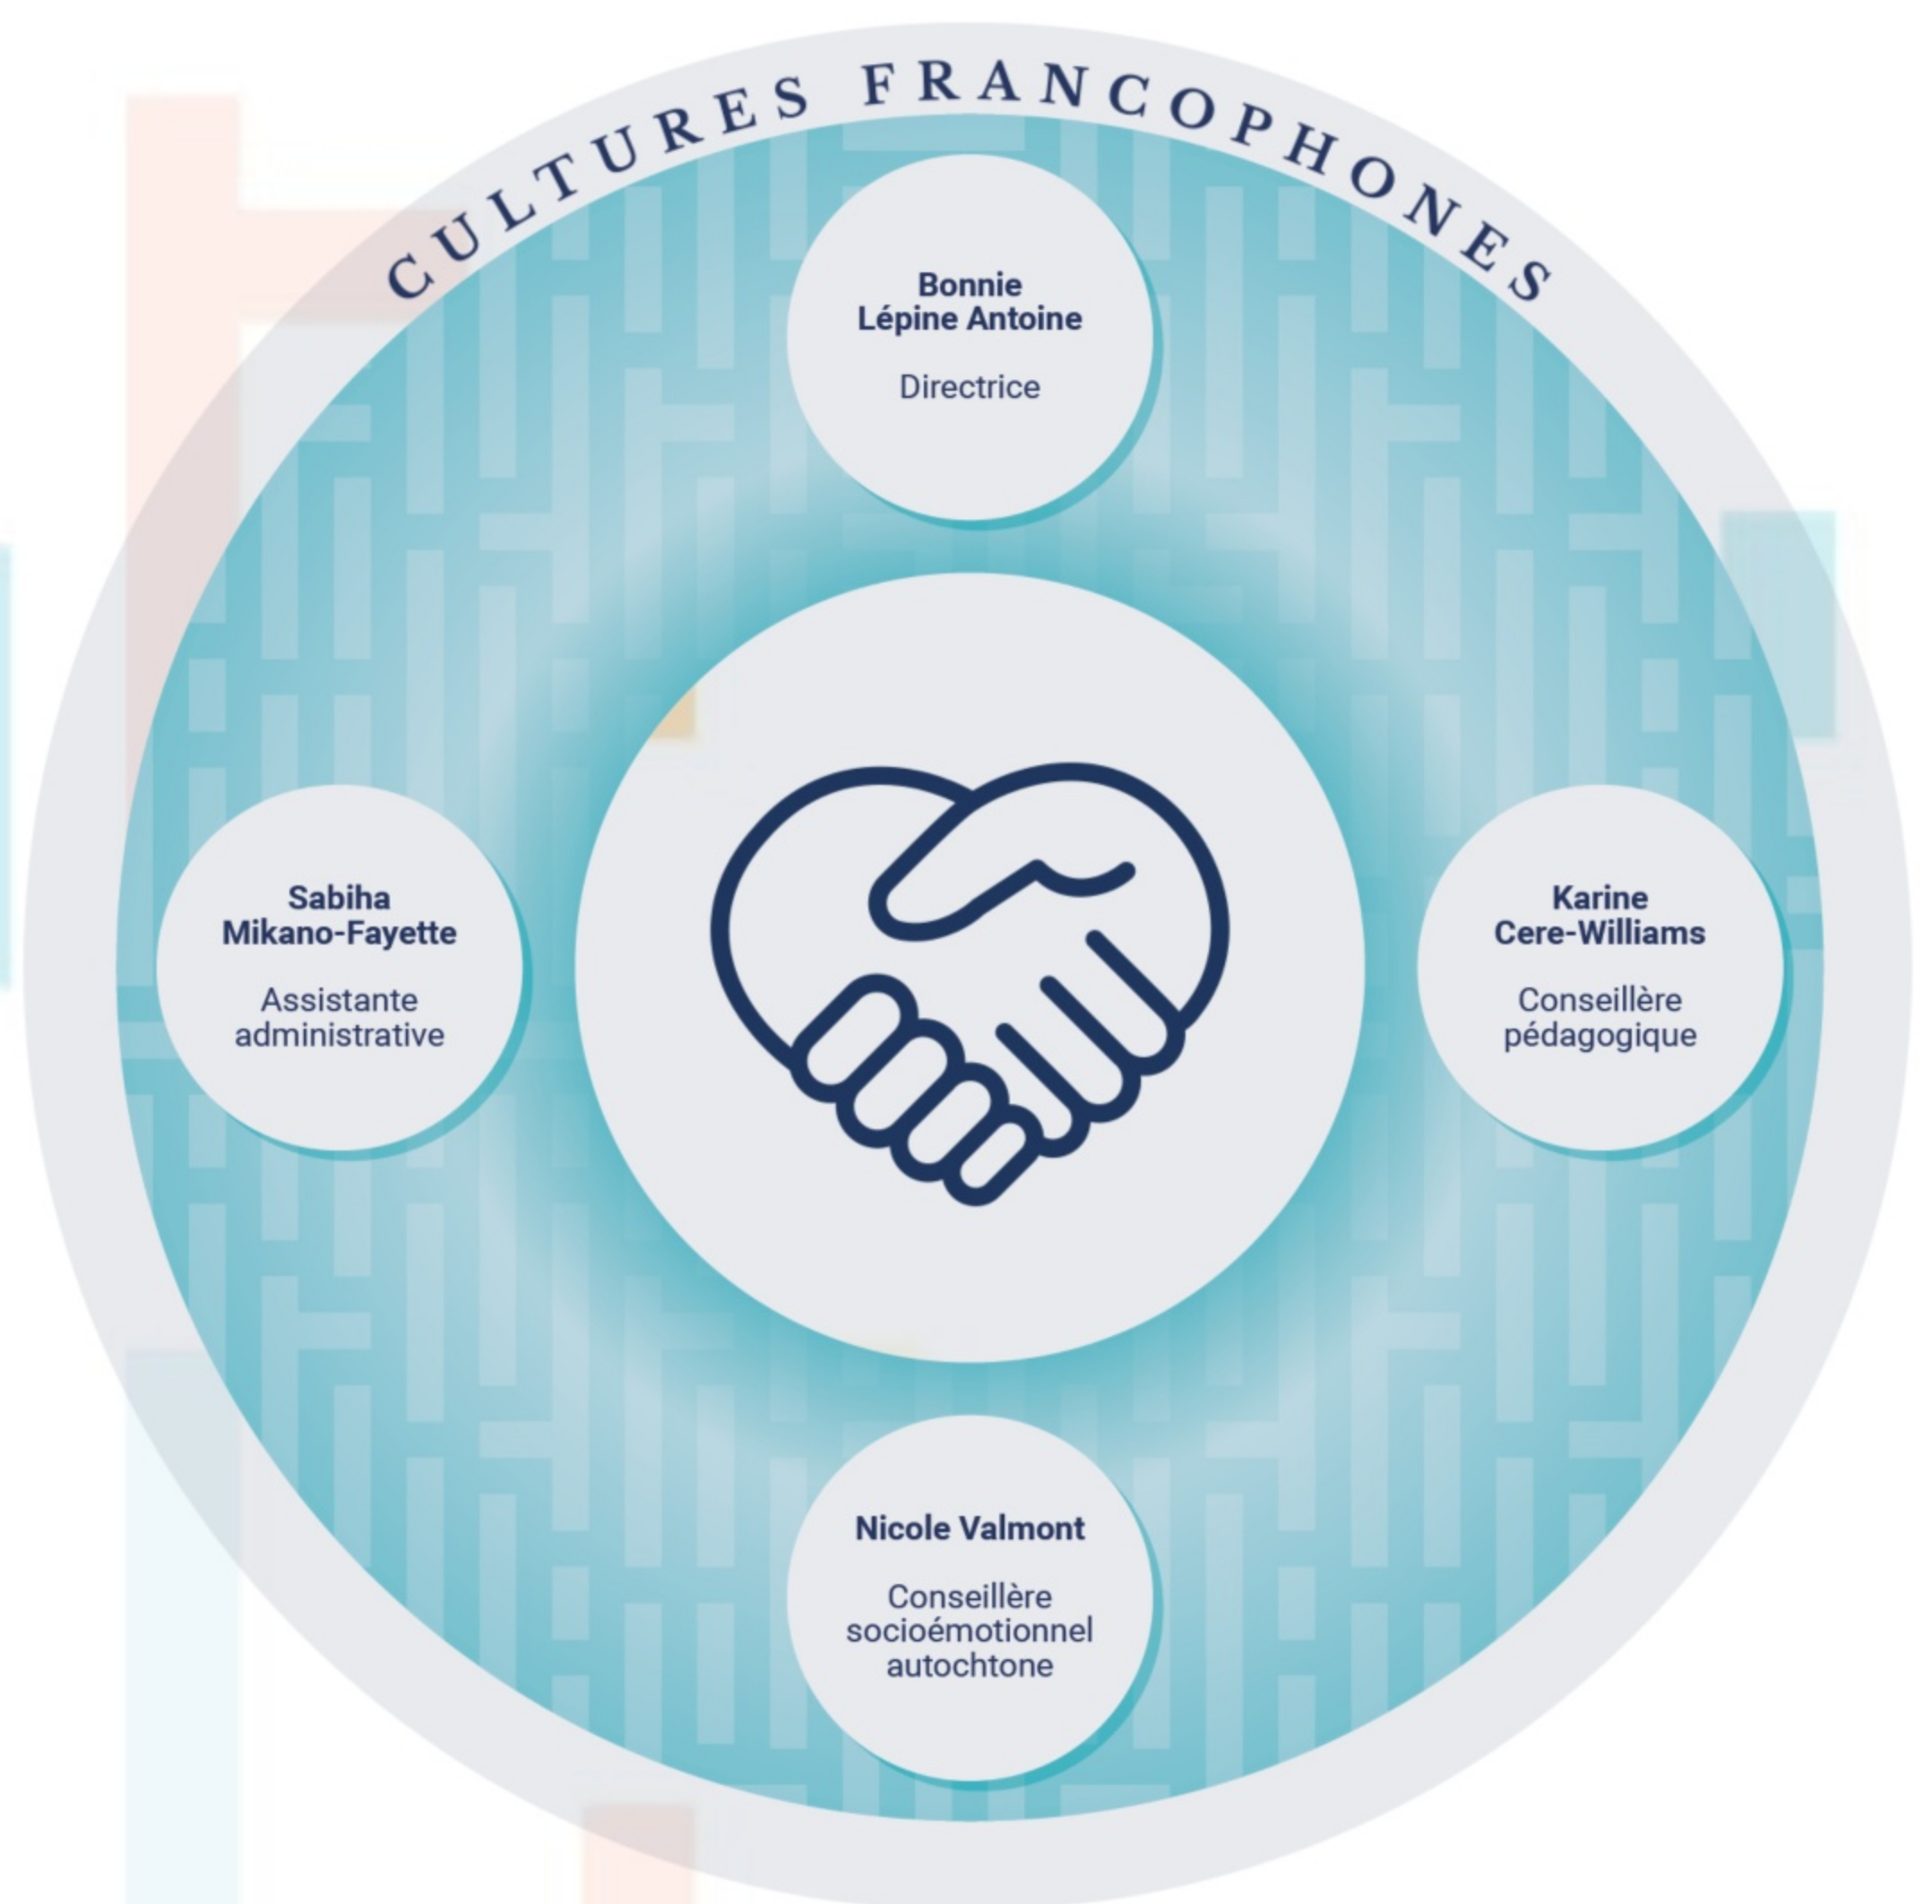 CULTURES FRANCOPHONES
Bonnie
Lépine Antoine
Directrice
Sabiha
Mikano-Fayette
Assistante
administrative
Karine
Cere-Williams
Conseillère
pédagogique
Nicole Valmont
Conseillère
socioémotionnel
autochtone